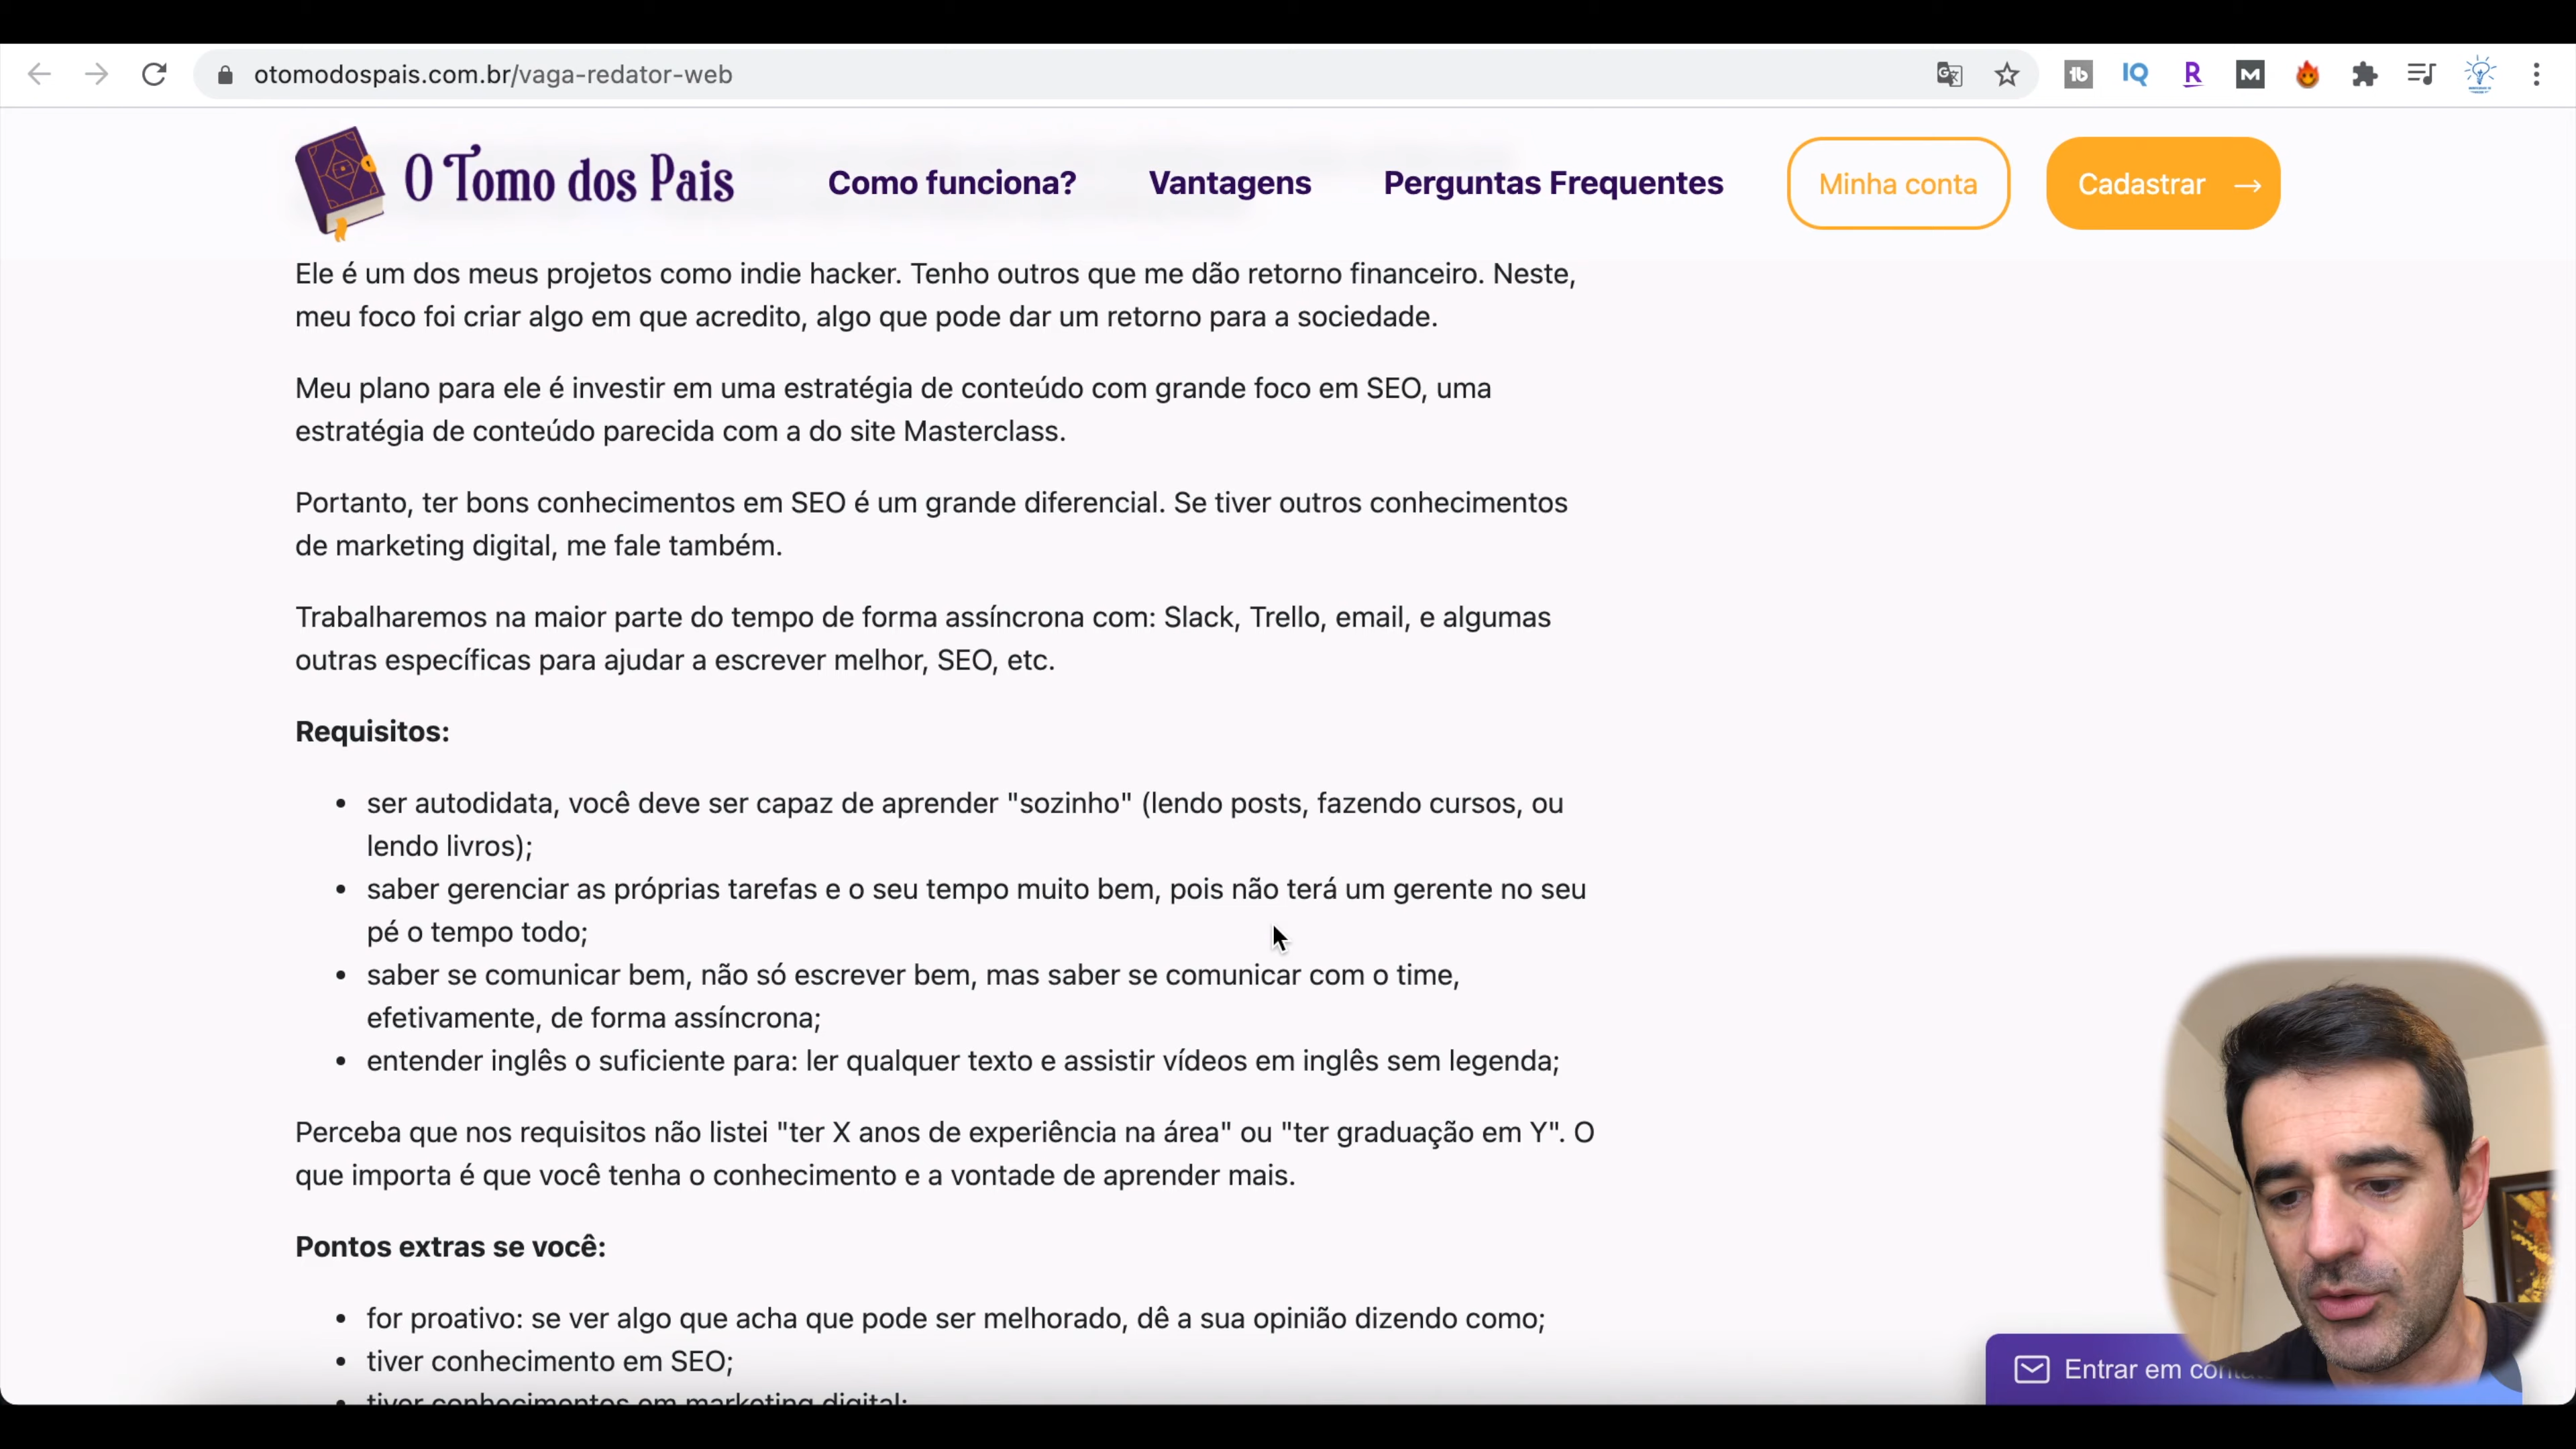 otomodospais.com.br/vaga-redator-web
O Tomo dos Pais
Como funciona?
Vantagens
Perguntas Frequentes
Minha conta
Cadastrar →
Ele é um dos meus projetos como indie hacker. Tenho outros que me dão retorno financeiro. Neste,
meu foco foi criar algo em que acredito, algo que pode dar um retorno para a sociedade.
Meu plano para ele é investir em uma estratégia de conteúdo com grande foco em SEO, uma
estratégia de conteúdo parecida com a do site Masterclass.
Portanto, ter bons conhecimentos em SEO é um grande diferencial. Se tiver outros conhecimentos
de marketing digital, me fale também.
Trabalharemos na maior parte do tempo de forma assíncrona com: Slack, Trello, email, e algumas
outras específicas para ajudar a escrever melhor, SEO, etc.
Requisitos:
• ser autodidata, você deve ser capaz de aprender "sozinho" (lendo posts, fazendo cursos, ou
lendo livros);
• saber gerenciar as próprias tarefas e o seu tempo muito bem, pois não terá um gerente no seu
pé o tempo todo;
• saber se comunicar bem, não só escrever bem, mas saber se comunicar com o time,
efetivamente, de forma assíncrona;
• entender inglês o suficiente para: ler qualquer texto e assistir vídeos em inglês sem legenda;
Perceba que nos requisitos não listei "ter X anos de experiência na área" ou "ter graduação em Y". O
que importa é que você tenha o conhecimento e a vontade de aprender mais.
Pontos extras se você:
• for proativo: se ver algo que acha que pode ser melhorado, dê a sua opinião dizendo como;
• tiver conhecimento em SEO;
• tiver conhecimentos em marketing digital;
Entrar em